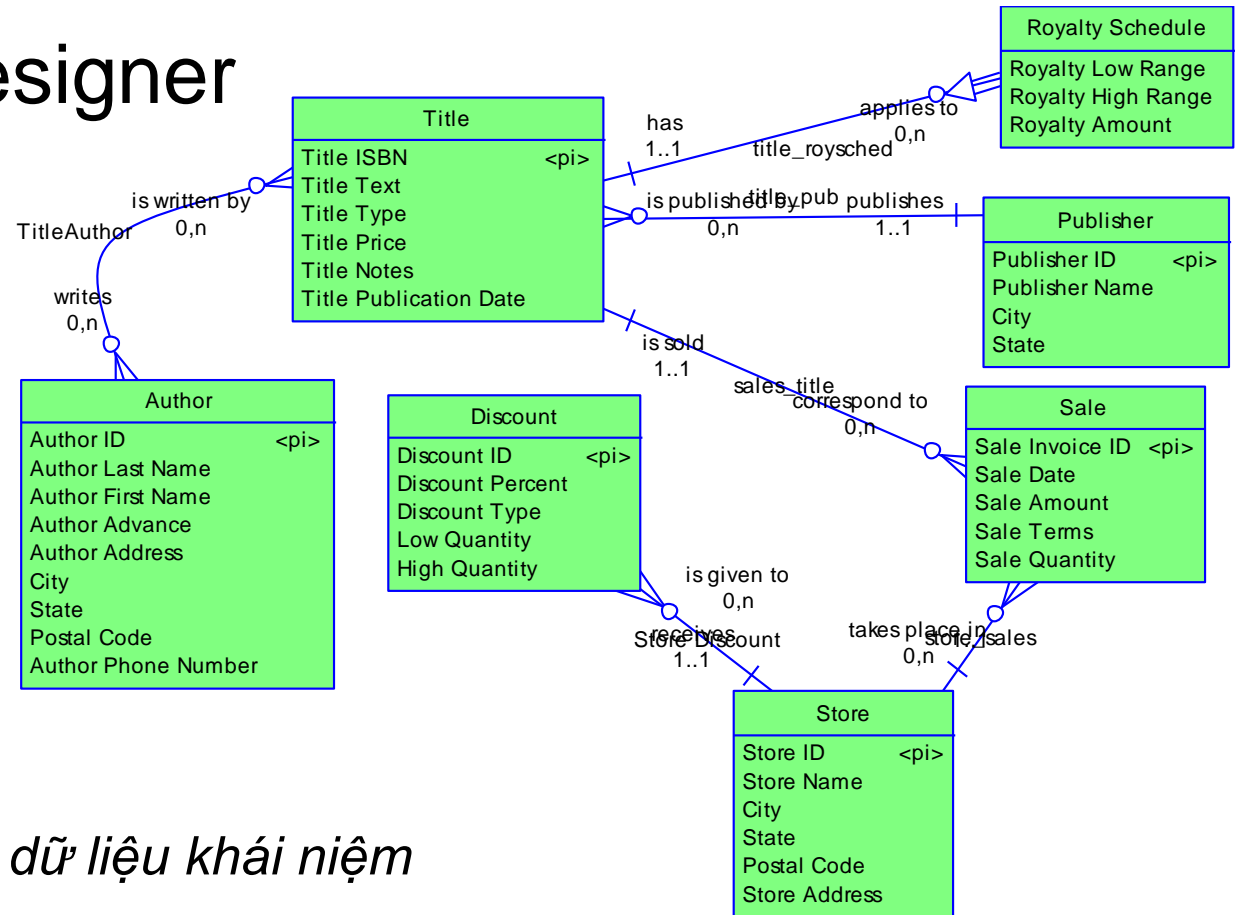 esigner
Royalty Schedule
Royalty Low Range
Royalty High Range
Royalty Amount
Title
Title ISBN <pi>
Title Text
Title Type
Title Price
Title Notes
Title Publication Date
has
1..1
title_roysched
applies to
0,n
is published by
0,n
title_pub
publishes
1..1
Publisher
Publisher ID <pi>
Publisher Name
City
State
is written by
0,n
TitleAuthor
writes
0,n
is sold
1..1
sales_title
correspond to
0,n
Author
Author ID <pi>
Author Last Name
Author First Name
Author Advance
Author Address
City
State
Postal Code
Author Phone Number
Discount
Discount ID <pi>
Discount Percent
Discount Type
Low Quantity
High Quantity
Sale
Sale Invoice ID <pi>
Sale Date
Sale Amount
Sale Terms
Sale Quantity
is given to
0,n
receives
1..1
Store Discount
takes place in
0,n
store_sales
Store
Store ID <pi>
Store Name
City
State
Postal Code
Store Address
dữ liệu khái niệm